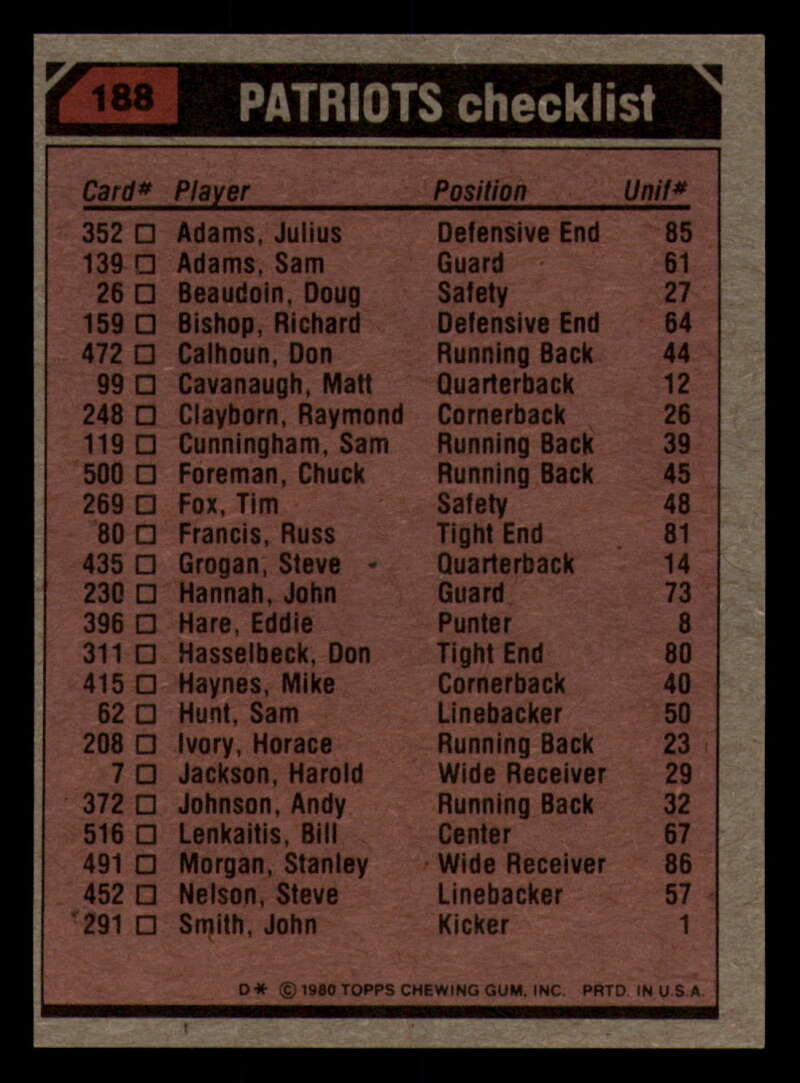 188 PATRIOTS checklist
Card# Player Position Unif#
352 □ Adams, Julius Defensive End 85
139 □ Adams, Sam Guard 61
26 □ Beaudoin, Doug Safety 27
159 □ Bishop, Richard Defensive End 64
472 □ Calhoun, Don Running Back 44
99 □ Cavanaugh, Matt Quarterback 12
248 □ Clayborn, Raymond Cornerback 26
119 □ Cunningham, Sam Running Back 39
500 □ Foreman, Chuck Running Back 45
269 □ Fox, Tim Safety 48
80 □ Francis, Russ Tight End 81
435 □ Grogan, Steve Quarterback 14
230 □ Hannah, John Guard 73
396 □ Hare, Eddie Punter 8
311 □ Hasselbeck, Don Tight End 80
415 □ Haynes, Mike Cornerback 40
62 □ Hunt, Sam Linebacker 50
208 □ Ivory, Horace Running Back 23
7 □ Jackson, Harold Wide Receiver 29
372 □ Johnson, Andy Running Back 32
516 □ Lenkaitis, Bill Center 67
491 □ Morgan, Stanley Wide Receiver 86
452 □ Nelson, Steve Linebacker 57
291 □ Smith, John Kicker 1
D* © 1980 TOPPS CHEWING GUM, INC. PRTD. IN U.S.A.